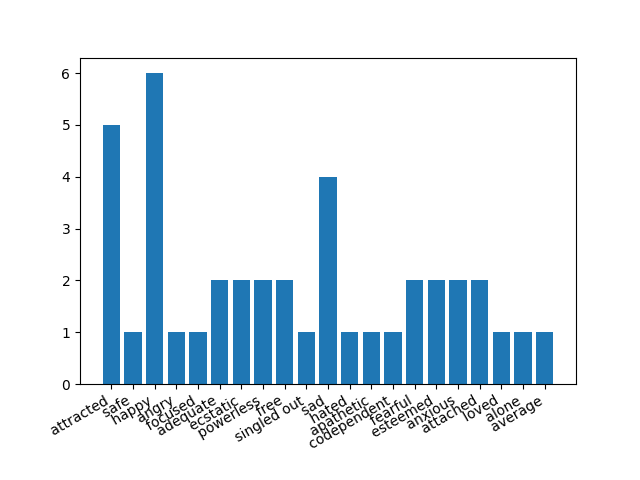 6
5
4
3
2
1
0
attracted
safe
happy
angry
focused
adequate
ecstatic
powerless
free
singled out
sad
hated
apathetic
codependent
fearful
esteemed
anxious
attached
loved
alone
average